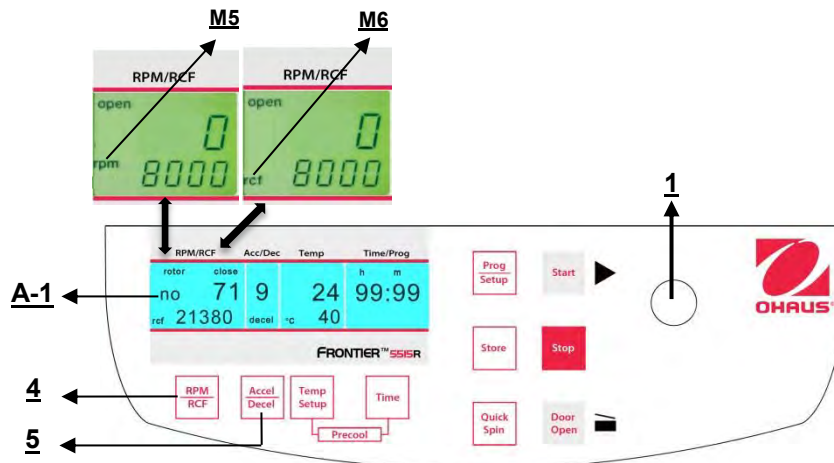 M5
M6
RPM/RCF
open
0
rpm
8000
RPM/RCF
open
0
rcf
8000
1
RPM/RCF Acc/Dec Temp Time/Prog
rotor close h m
no 71 9 24 99:99
rcf 21380 decel °C 40
A-1
FRONTIER™ 5515R
4
RPM
RCF
Accel
Decel
Temp
Setup
Time
Precool
5
Prog
Setup
Start
Store
Stop
Quick
Spin
Door
Open
OHAUS®